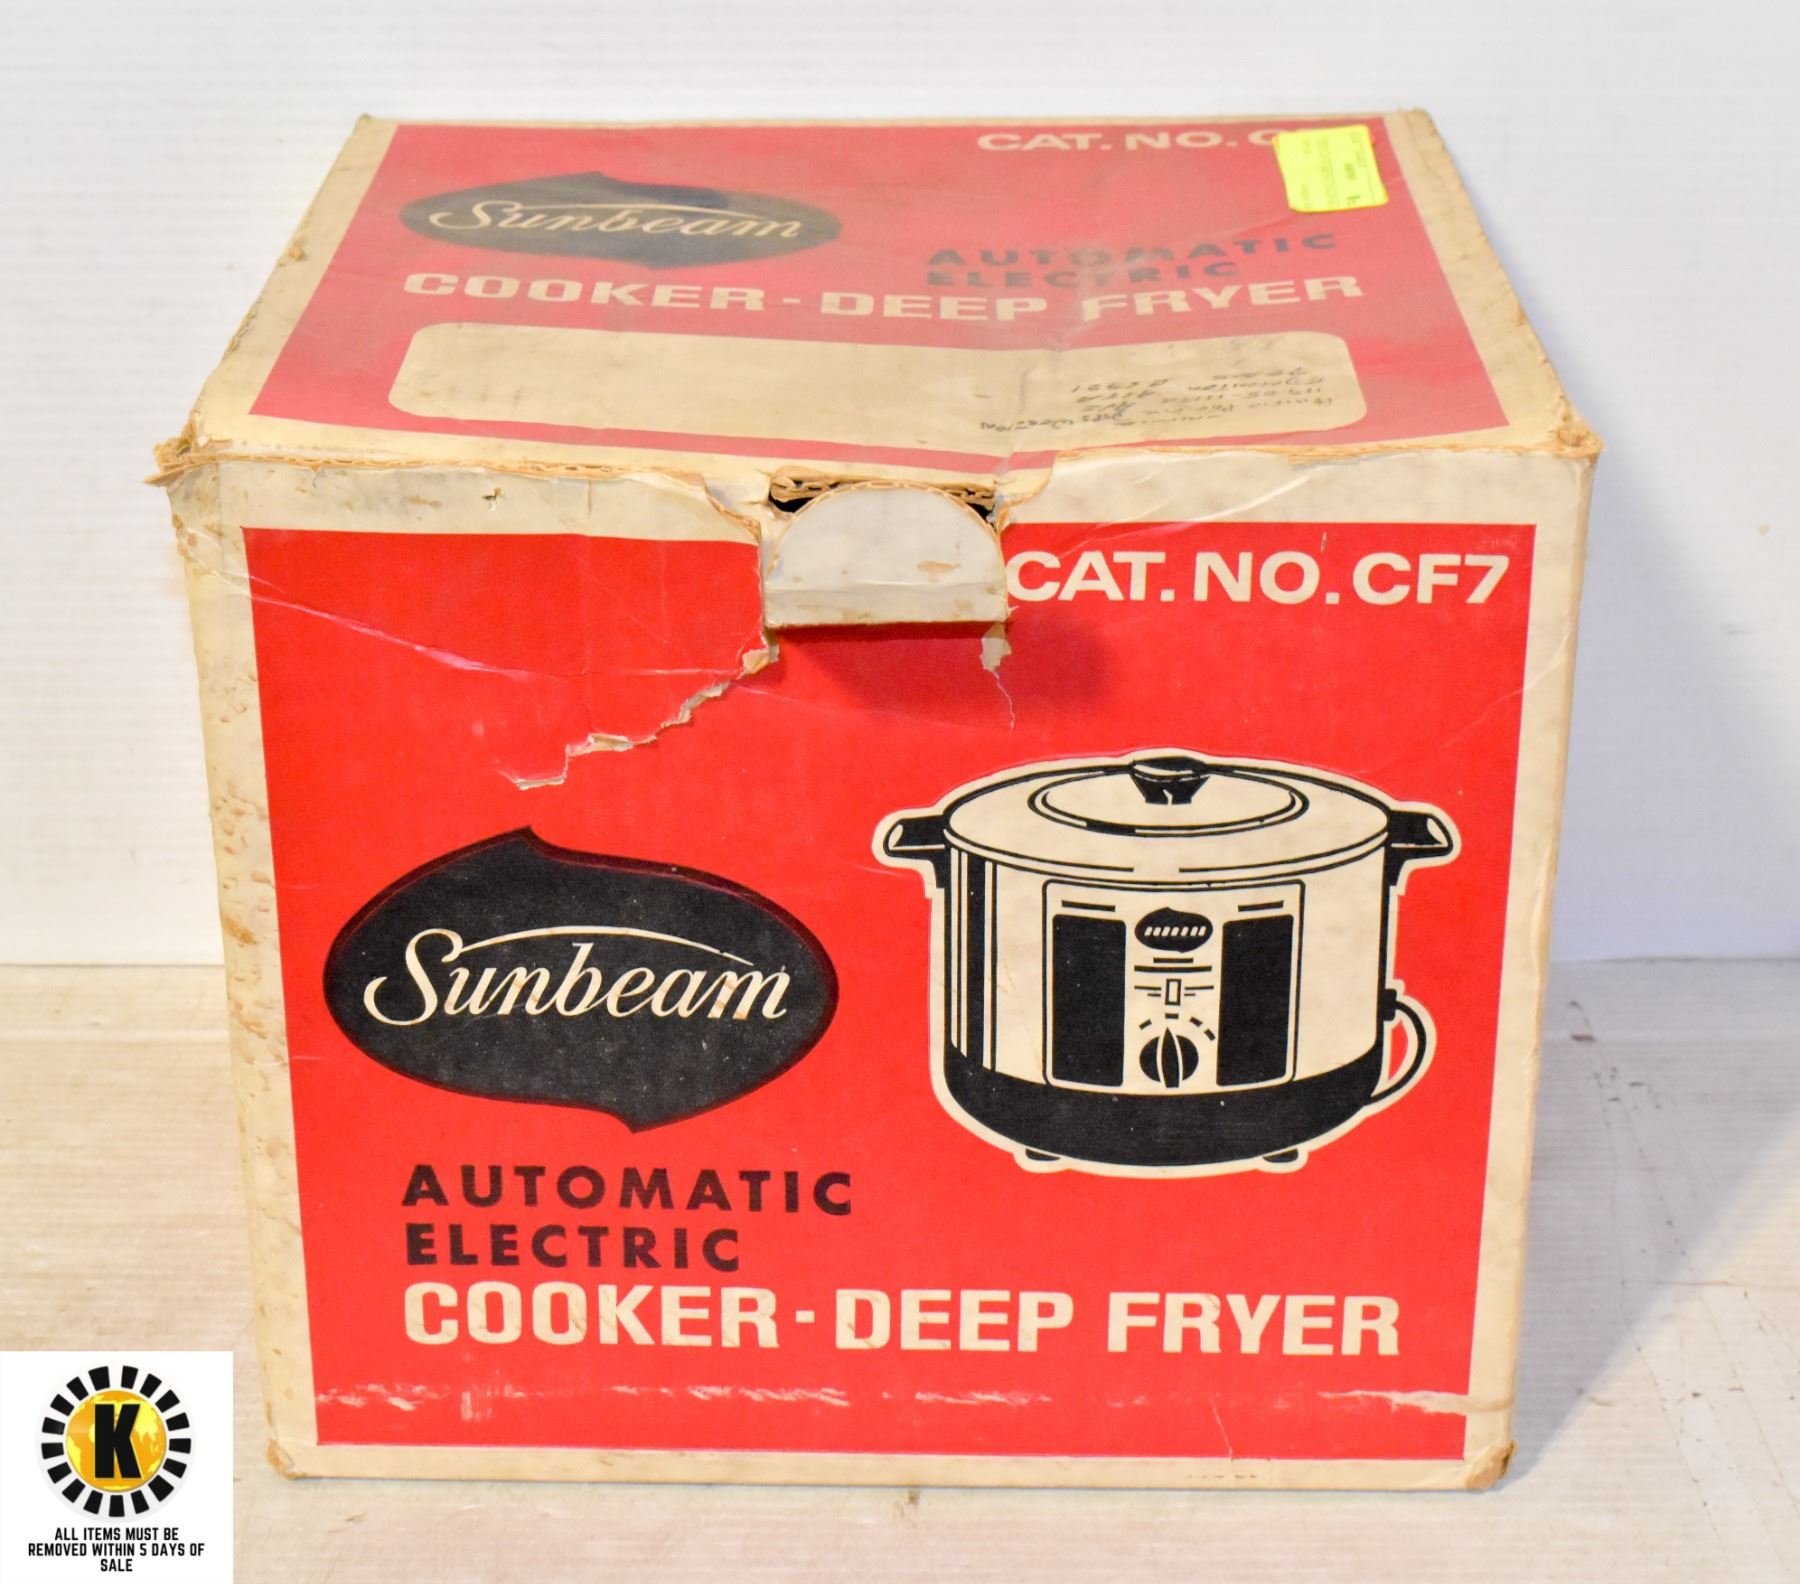 CAT. NO.
Sunbeam
AUTOMATIC
ELECTRIC
COOKER-DEEP FRYER
CAT. NO. CF7
Sunbeam
AUTOMATIC
ELECTRIC
COOKER-DEEP FRYER
K
ALL ITEMS MUST BE
REMOVED WITHIN 5 DAYS OF
SALE